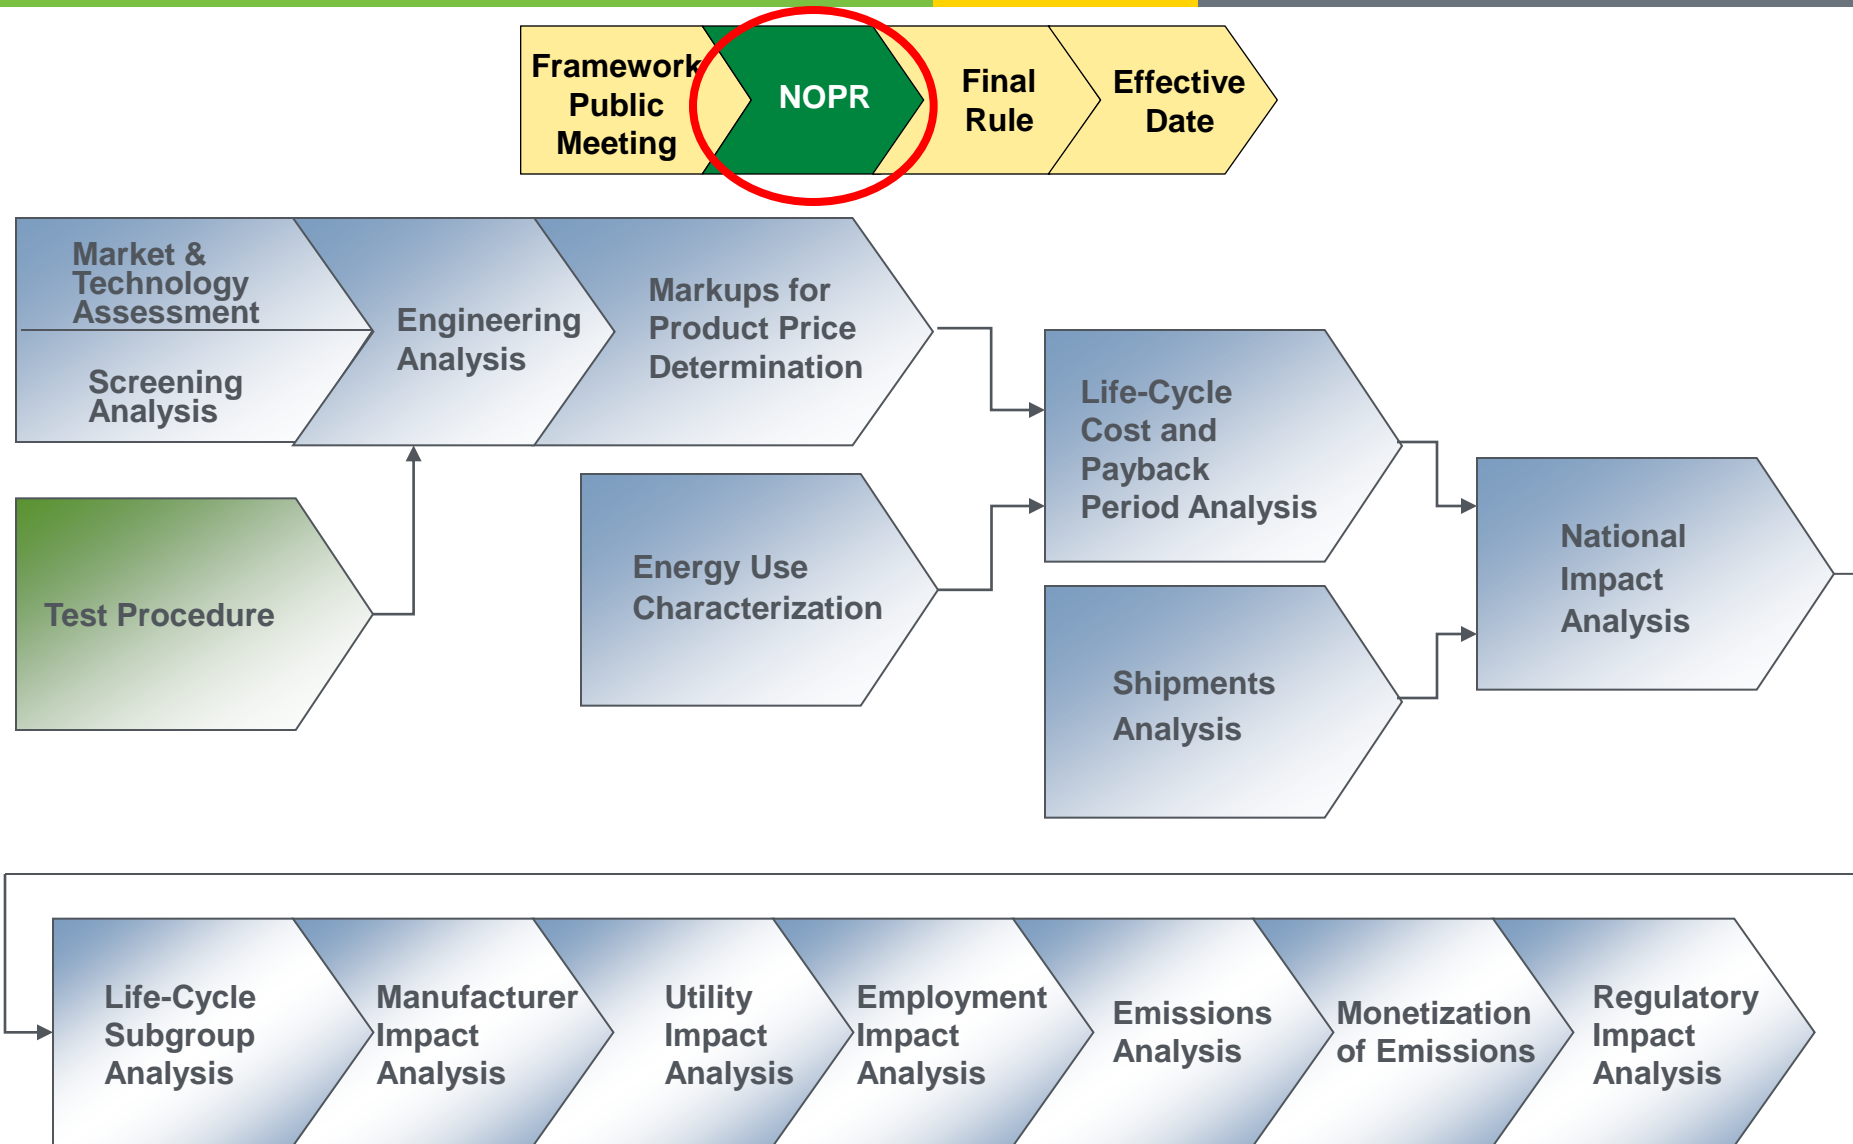 Framework
Public
Meeting
NOPR
Final
Rule
Effective
Date
Market &
Technology
Assessment
Screening
Analysis
Engineering
Analysis
Markups for
Product Price
Determination
Life-Cycle
Cost and
Payback
Period Analysis
National
Impact
Analysis
Test Procedure
Energy Use
Characterization
Shipments
Analysis
Life-Cycle
Subgroup
Analysis
Manufacturer
Impact
Analysis
Utility
Impact
Analysis
Employment
Impact
Analysis
Emissions
Analysis
Monetization
of Emissions
Regulatory
Impact
Analysis